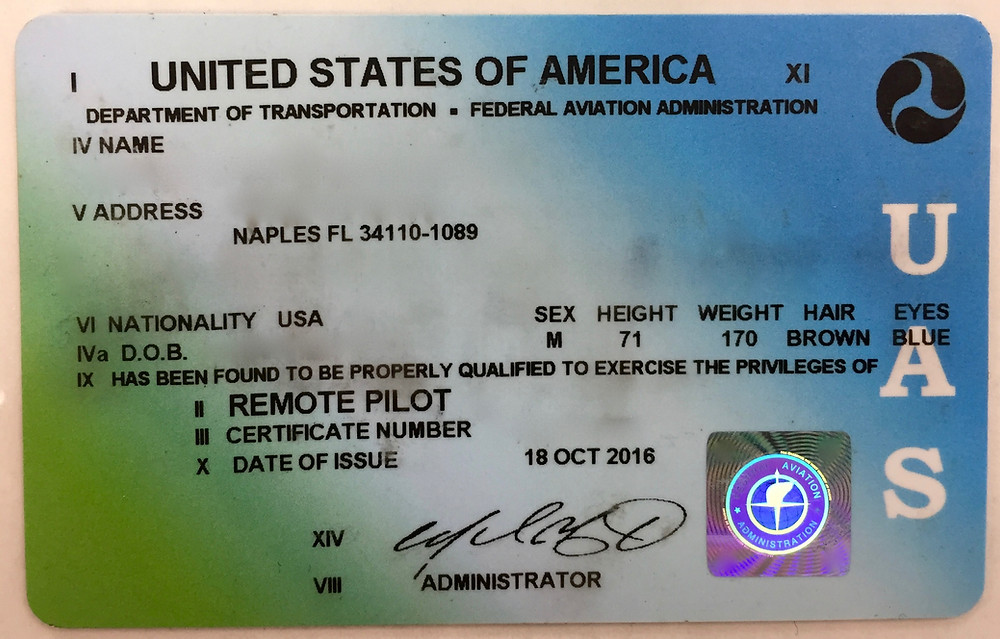 I UNITED STATES OF AMERICA XI
DEPARTMENT OF TRANSPORTATION ▪ FEDERAL AVIATION ADMINISTRATION
IV NAME
V ADDRESS
NAPLES FL 34110-1089
VI NATIONALITY USA SEX HEIGHT WEIGHT HAIR EYES
IVa D.O.B. M 71 170 BROWN BLUE
IX HAS BEEN FOUND TO BE PROPERLY QUALIFIED TO EXERCISE THE PRIVILEGES OF
II REMOTE PILOT
III CERTIFICATE NUMBER
X DATE OF ISSUE 18 OCT 2016
XIV
VIII ADMINISTRATOR
UAS
AVIATION
ADMINISTRATION